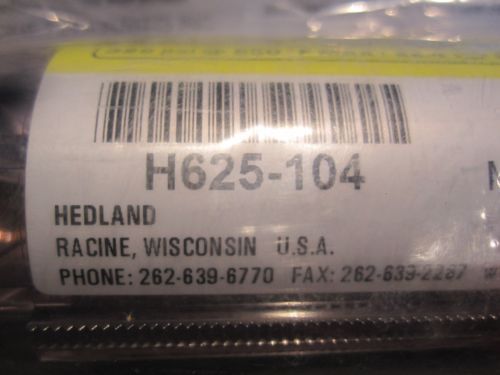 H625-104
HEDLAND
RACINE, WISCONSIN U.S.A.
PHONE: 262-639-6770 FAX: 262-639-2267